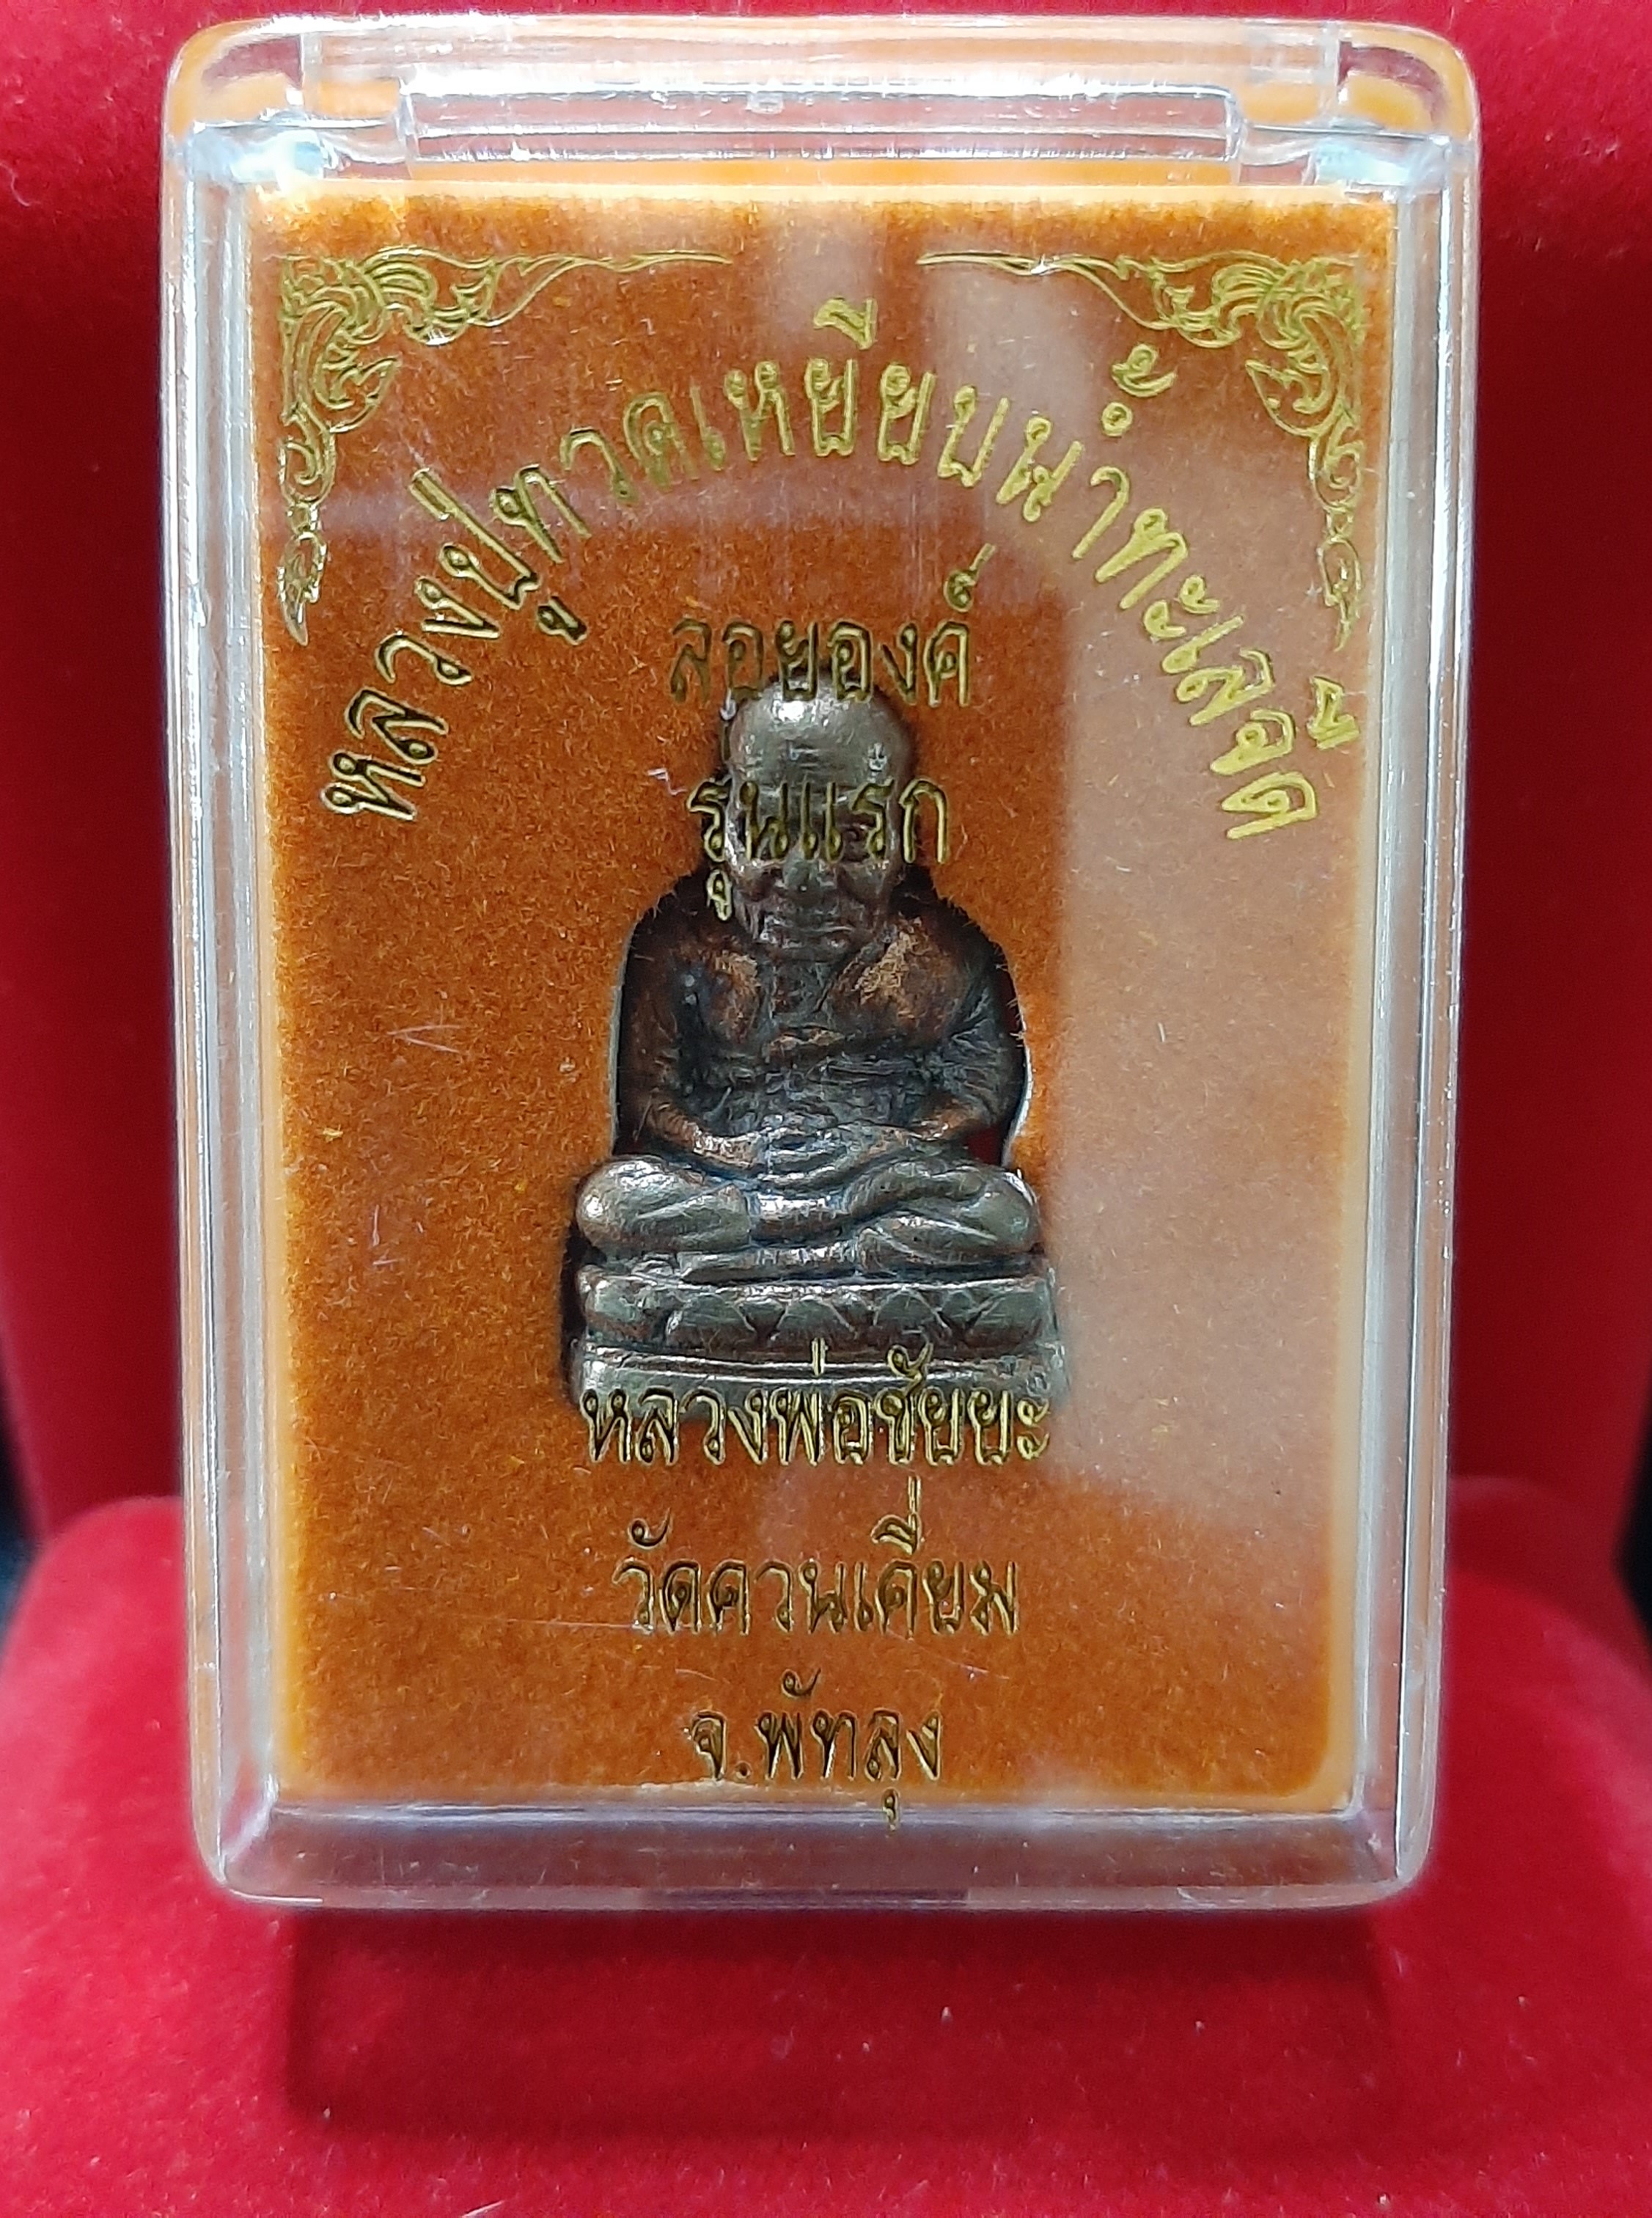 หลวงปู่ทวดเหยียบน้ำทะเลจืด
ลอยองค์
รุ่นแรก
หลวงพ่อชัยยะ
วัดควนเคี่ยม
จ.พัทลุง